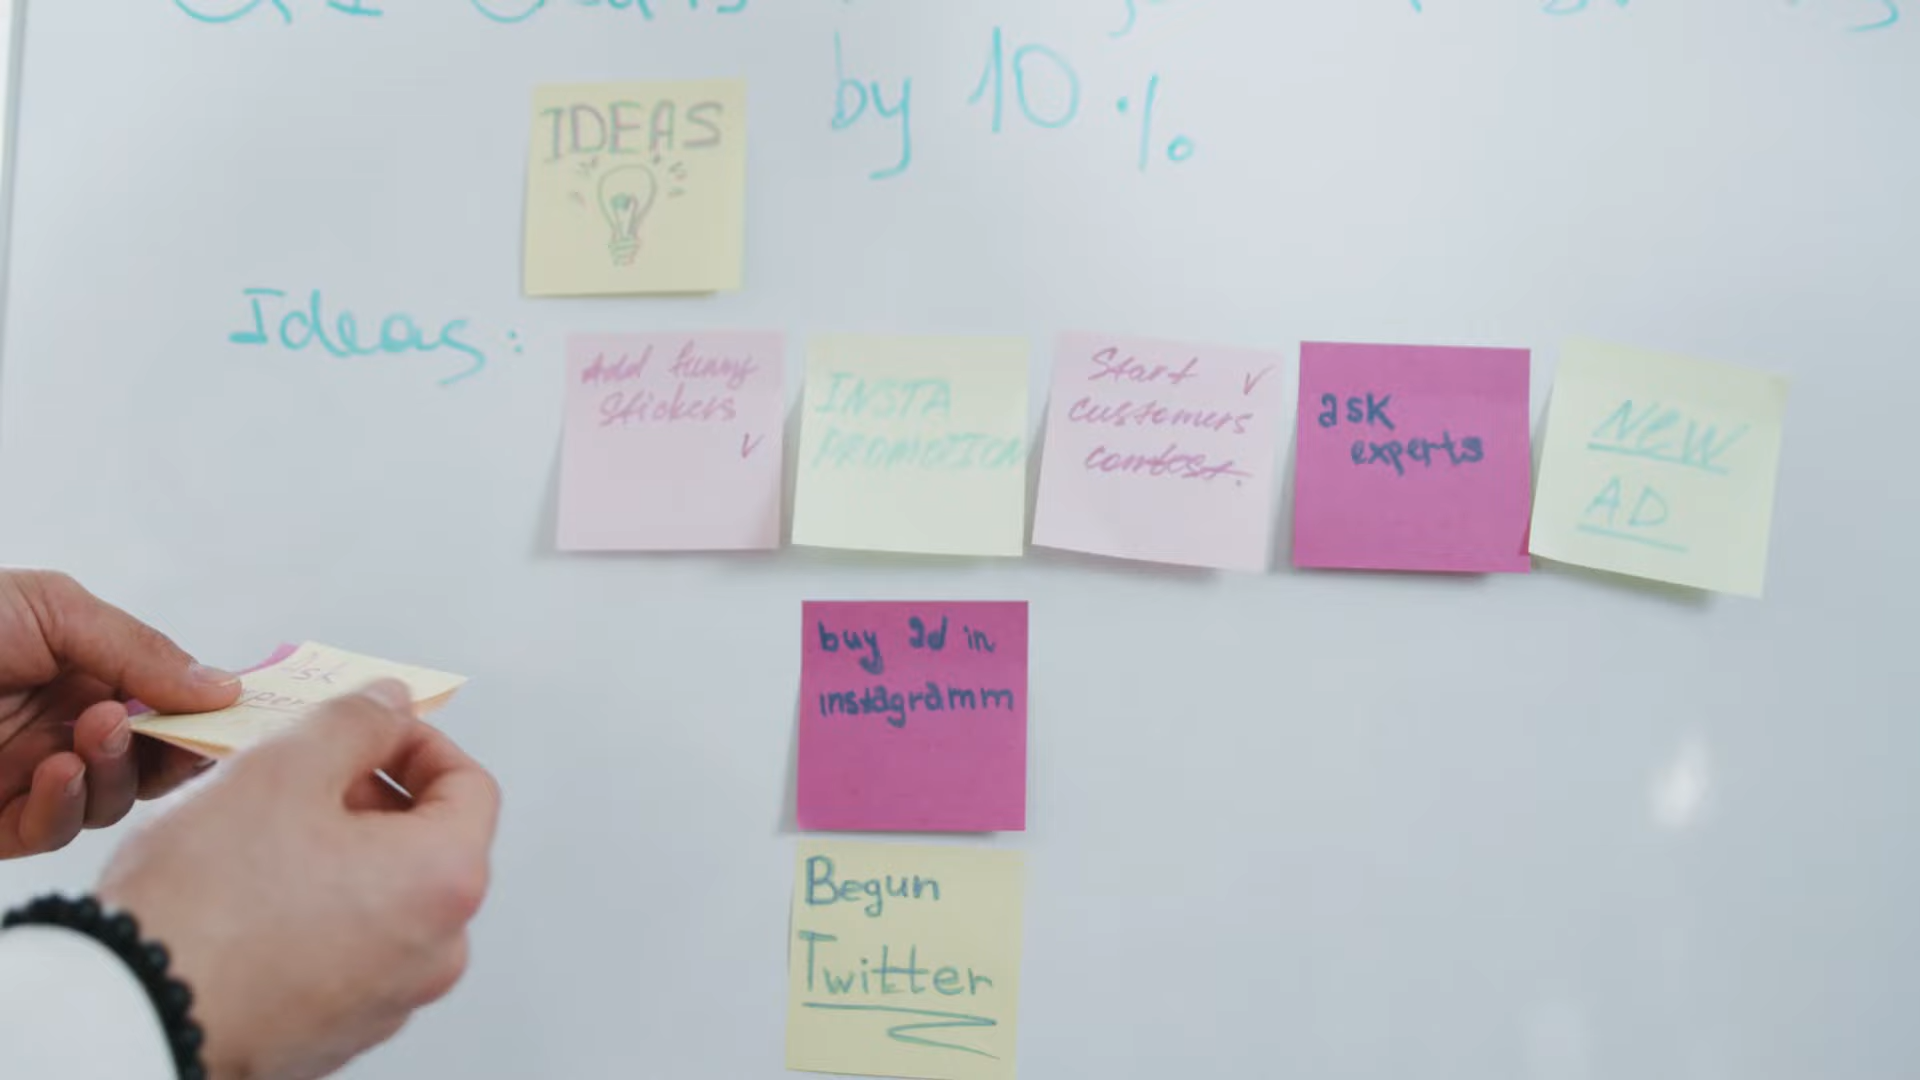 by 10 %
IDEAS
Ideas:
Add funny
stickers
INSTA
PROMOTION
Start
customers
contest.
ask
experts
NEW
AD
buy ad in
instagramm
Begun
Twitter
Ask